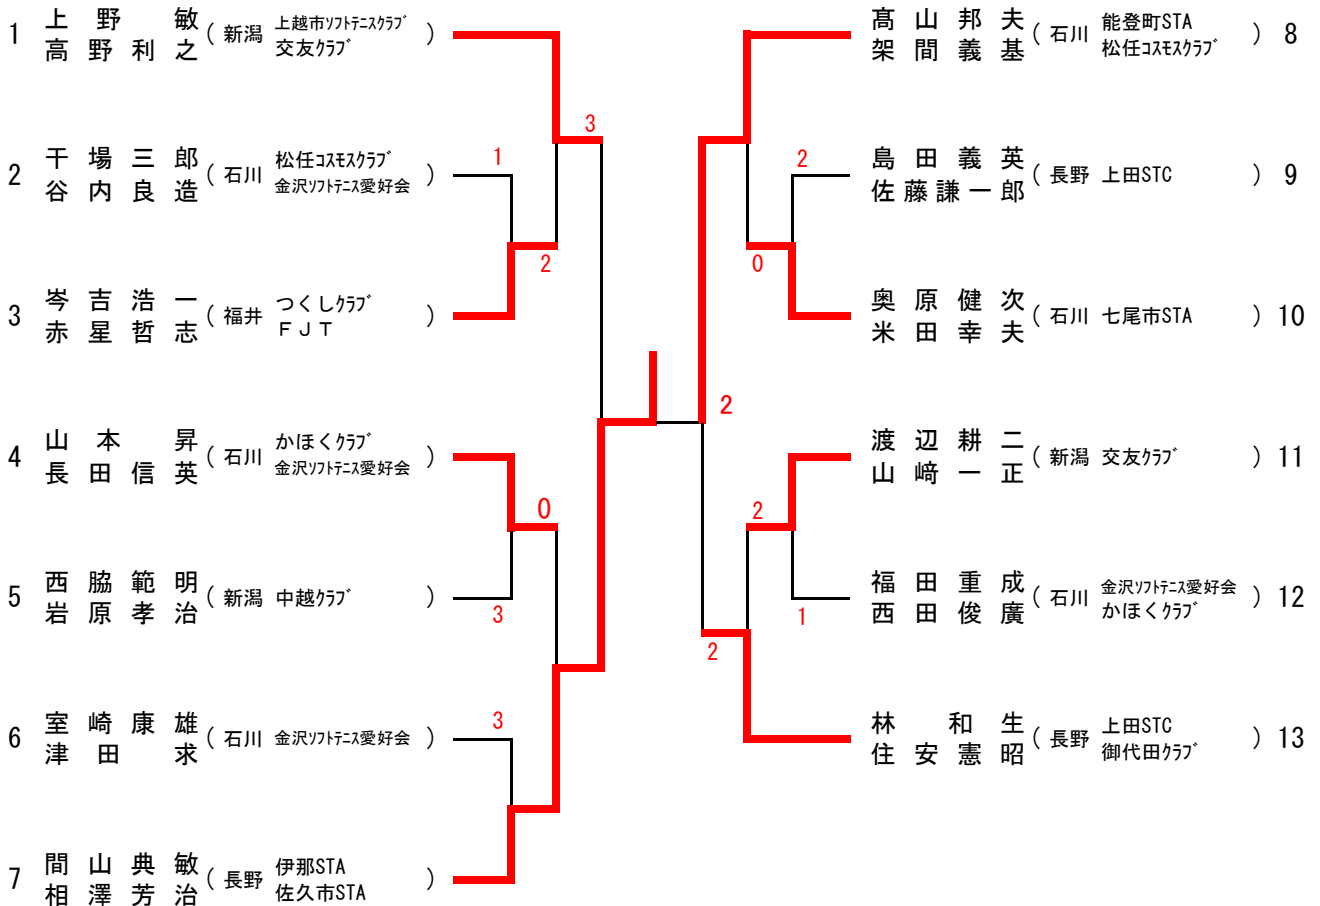 1 上野敏 ( 新潟 上越市ソフトテニスクラブ )
高野利之 交友クラブ
3
2 干場三郎 ( 石川 松任コスモスクラブ ) 1
谷内良造 金沢ソフトテニス愛好会
2
3 岑吉浩一 ( 福井 つくしクラブ )
赤星哲志 FJT
4 山本昇 ( 石川 かほくクラブ )
長田信英 金沢ソフトテニス愛好会
0
5 西脇範明 ( 新潟 中越クラブ )
岩原孝治
3
6 室崎康雄 ( 石川 金沢ソフトテニス愛好会 ) 3
津田求
7 間山典敏 ( 長野 伊那STA )
相澤芳治 佐久市STA
髙山邦夫 ( 石川 能登町STA ) 8
架間義基 松任コスモスクラブ
2 島田義英 ( 長野 上田STC ) 9
佐藤謙一郎
0
奥原健次 ( 石川 七尾市STA ) 10
米田幸夫
2
渡辺耕二 ( 新潟 交友クラブ ) 11
山﨑一正
2
福田重成 ( 石川 金沢ソフトテニス愛好会 ) 12
西田俊廣 かほくクラブ
1
2
林和生 ( 長野 上田STC ) 13
住安憲昭 御代田クラブ